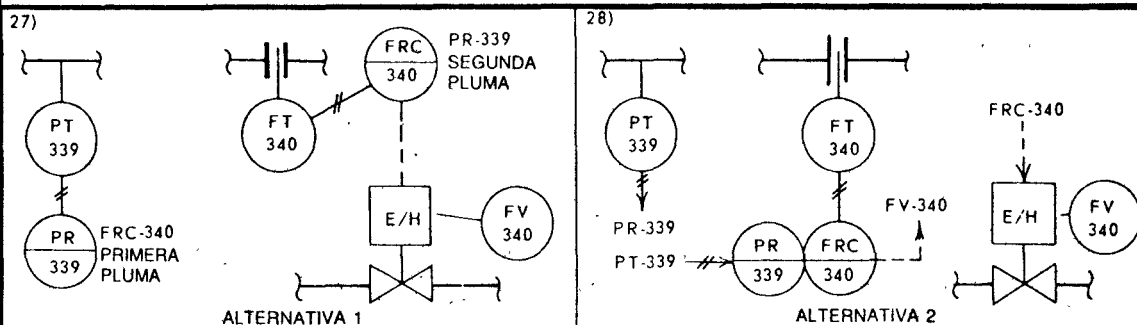 27)
PT
339
PR
339
FRC-340
PRIMERA
PLUMA
FT
340
FRC
340
PR-339
SEGUNDA
PLUMA
E/H
FV
340
ALTERNATIVA 1
28)
PT
339
PR-339
PT-339
PR
339
FRC
340
FT
340
FV-340
FRC-340
E/H
FV
340
ALTERNATIVA 2